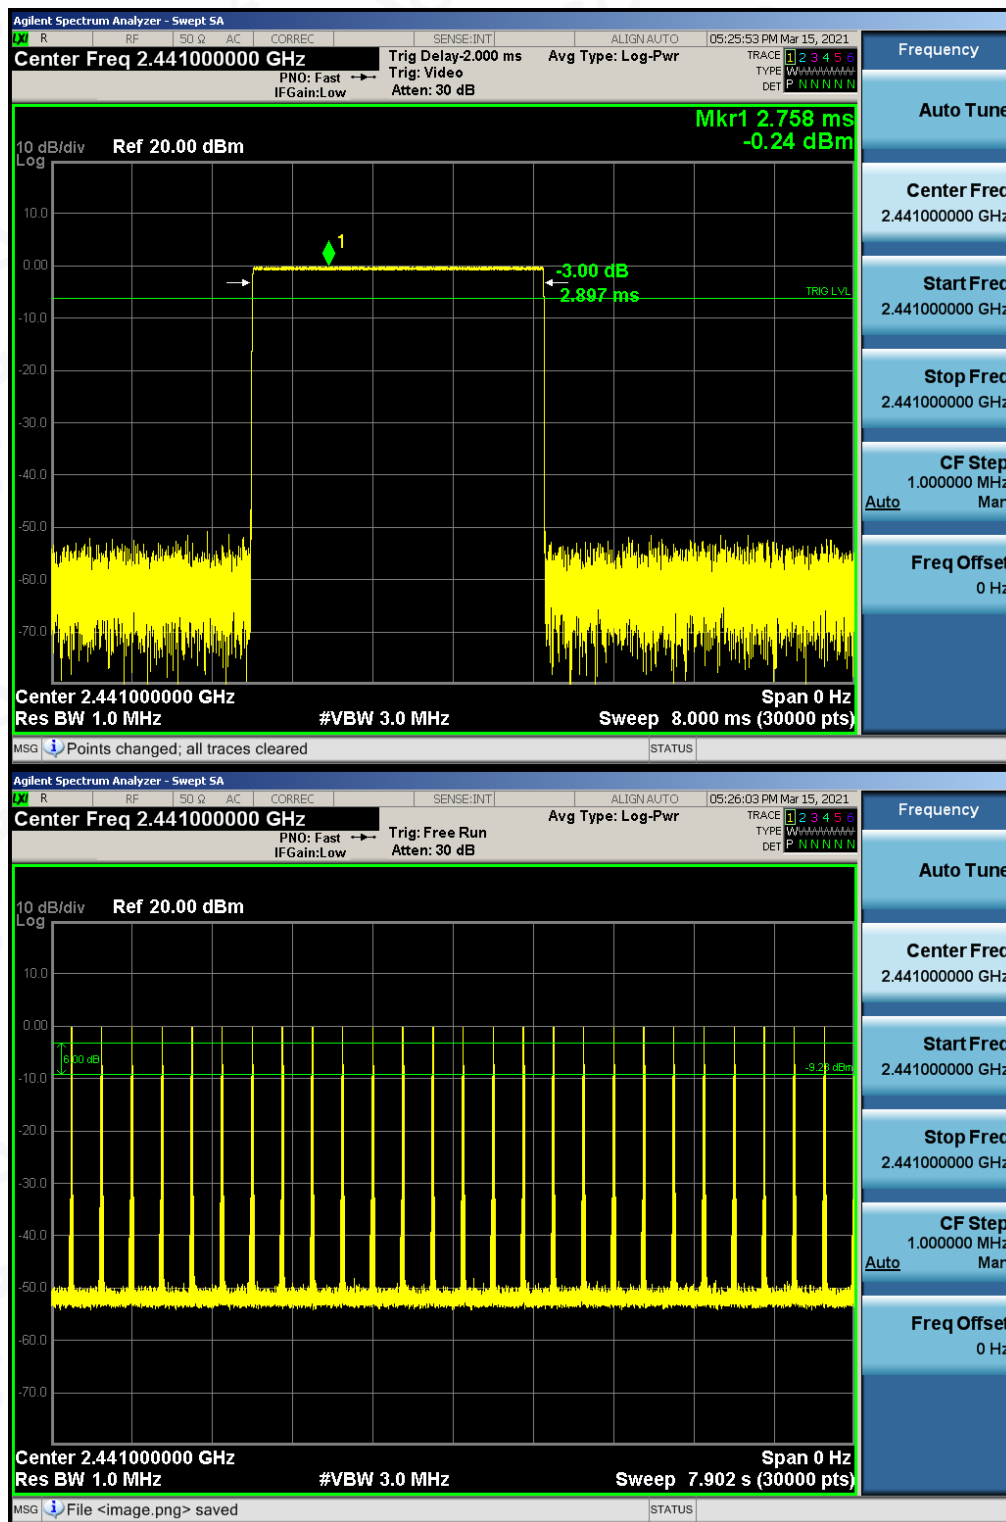 Agilent Spectrum Analyzer - Swept SA
LXI R RF 50 Ω AC CORREC SENSE:INT ALIGN AUTO 05:25:53 PM Mar 15, 2021
Center Freq 2.441000000 GHz
Trig Delay-2.000 ms Avg Type: Log-Pwr TRACE 1 2 3 4 5 6
PNO: Fast Trig: Video TYPE W
IFGain:Low Atten: 30 dB DET P N N N N N
Mkr1 2.758 ms
10 dB/div Ref 20.00 dBm -0.24 dBm
Log
10.0
1
0.00
-3.00 dB
2.897 ms
TRIG LVL
-10.0
-20.0
-30.0
-40.0
-50.0
-60.0
-70.0
Center 2.441000000 GHz Span 0 Hz
Res BW 1.0 MHz #VBW 3.0 MHz Sweep 8.000 ms (30000 pts)
MSG Points changed; all traces cleared STATUS
Frequency
Auto Tune
Center Freq
2.441000000 GHz
Start Freq
2.441000000 GHz
Stop Freq
2.441000000 GHz
CF Step
1.000000 MHz
Auto Man
Freq Offset
0 Hz
Agilent Spectrum Analyzer - Swept SA
LXI R RF 50 Ω AC CORREC SENSE:INT ALIGN AUTO 05:26:03 PM Mar 15, 2021
Center Freq 2.441000000 GHz
Avg Type: Log-Pwr TRACE 1 2 3 4 5 6
PNO: Fast Trig: Free Run TYPE W
IFGain:Low Atten: 30 dB DET P N N N N N
10 dB/div Ref 20.00 dBm
Log
10.0
0.00
6.00 dB
-9.28 dBm
-10.0
-20.0
-30.0
-40.0
-50.0
-60.0
-70.0
Center 2.441000000 GHz Span 0 Hz
Res BW 1.0 MHz #VBW 3.0 MHz Sweep 7.902 s (30000 pts)
MSG File <image.png> saved STATUS
Frequency
Auto Tune
Center Freq
2.441000000 GHz
Start Freq
2.441000000 GHz
Stop Freq
2.441000000 GHz
CF Step
1.000000 MHz
Auto Man
Freq Offset
0 Hz